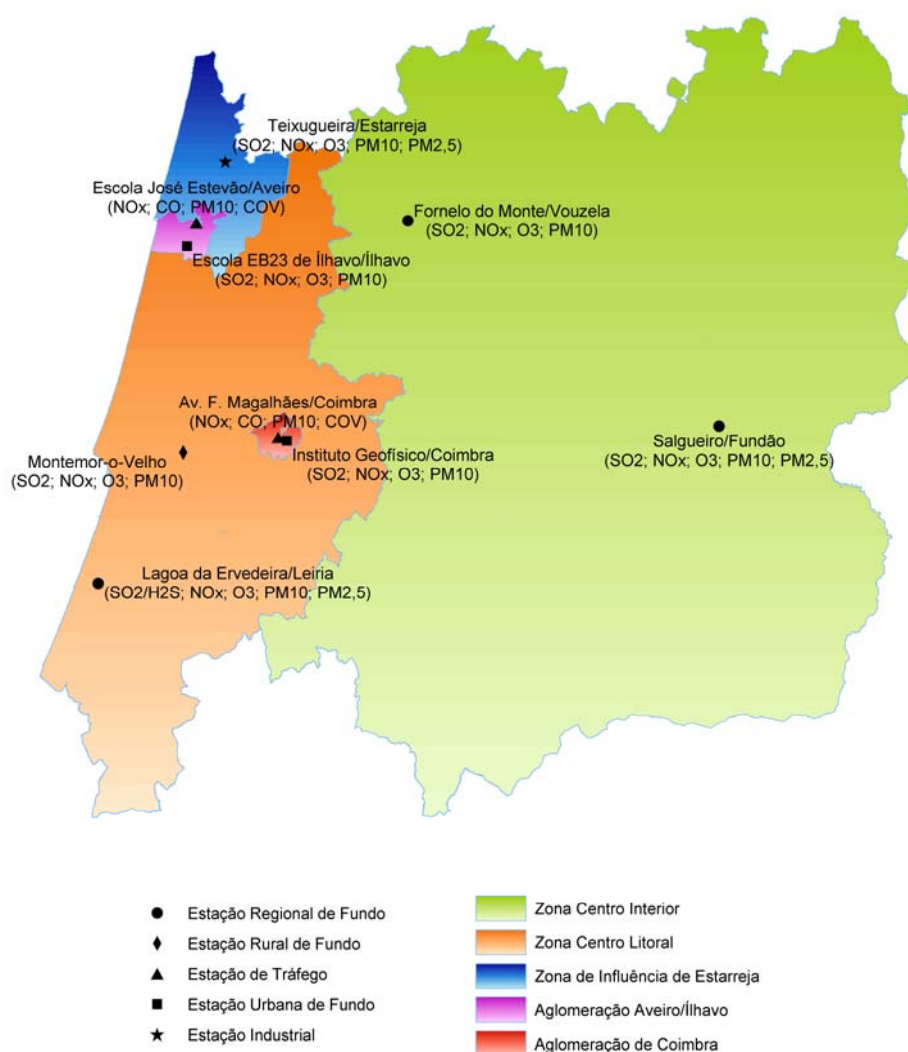 Teixugueira/Estarreja
(SO2; NOx; O3; PM10; PM2,5)
Escola José Estevão/Aveiro
(NOx; CO; PM10; COV)
Fornelo do Monte/Vouzela
(SO2; NOx; O3; PM10)
Escola EB23 de Ílhavo/Ílhavo
(SO2; NOx; O3; PM10)
Av. F. Magalhães/Coimbra
(NOx; CO; PM10; COV)
Salgueiro/Fundão
(SO2; NOx; O3; PM10; PM2,5)
Montemor-o-Velho
(SO2; NOx; O3; PM10)
Instituto Geofísico/Coimbra
(SO2; NOx; O3; PM10)
Lagoa da Ervedeira/Leiria
(SO2/H2S; NOx; O3; PM10; PM2,5)
Estação Regional de Fundo
Estação Rural de Fundo
Estação de Tráfego
Estação Urbana de Fundo
Estação Industrial
Zona Centro Interior
Zona Centro Litoral
Zona de Influência de Estarreja
Aglomeração Aveiro/Ílhavo
Aglomeração de Coimbra